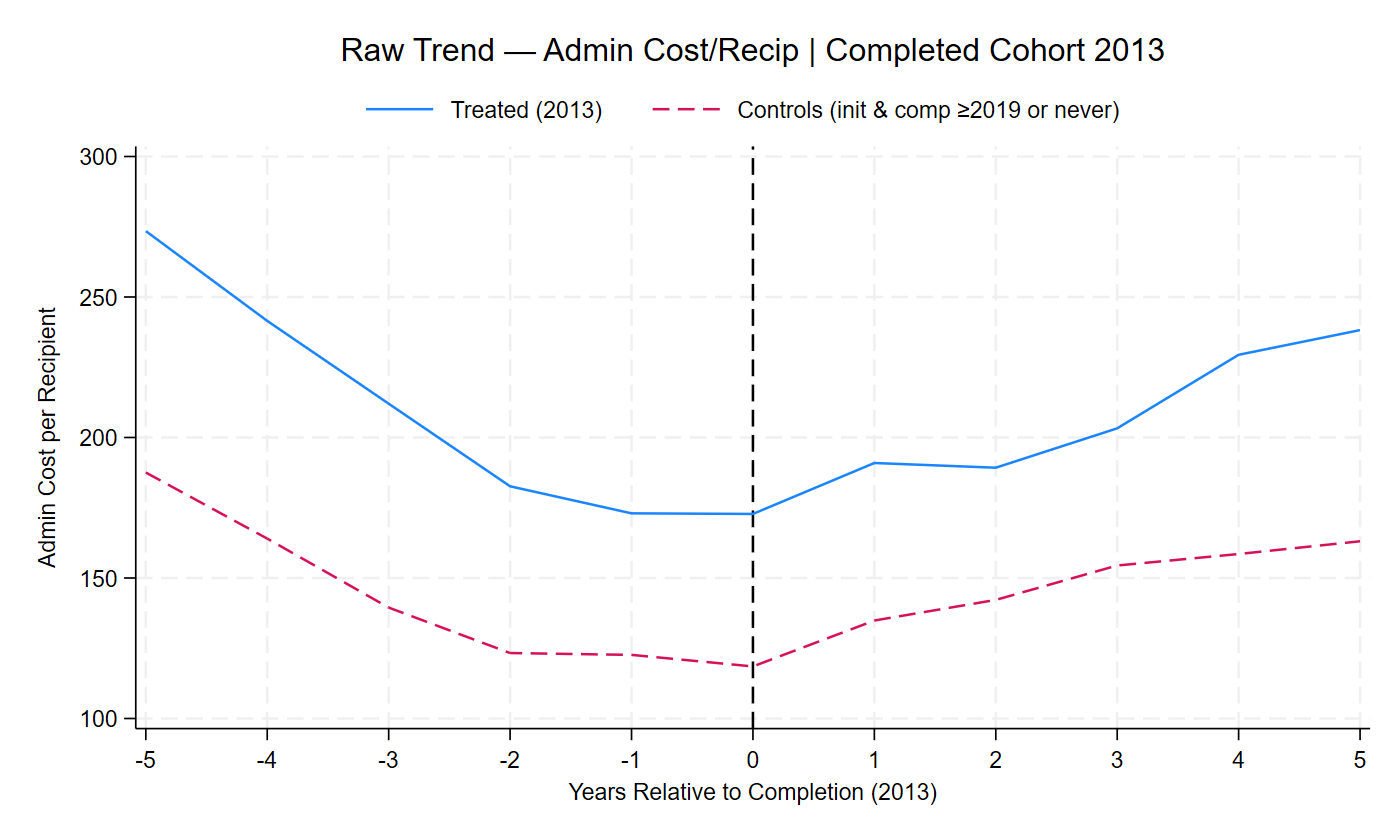 Raw Trend — Admin Cost/Recip | Completed Cohort 2013
Treated (2013) Controls (init & comp ≥2019 or never)
300
250
200
150
100
Admin Cost per Recipient
-5 -4 -3 -2 -1 0 1 2 3 4 5
Years Relative to Completion (2013)